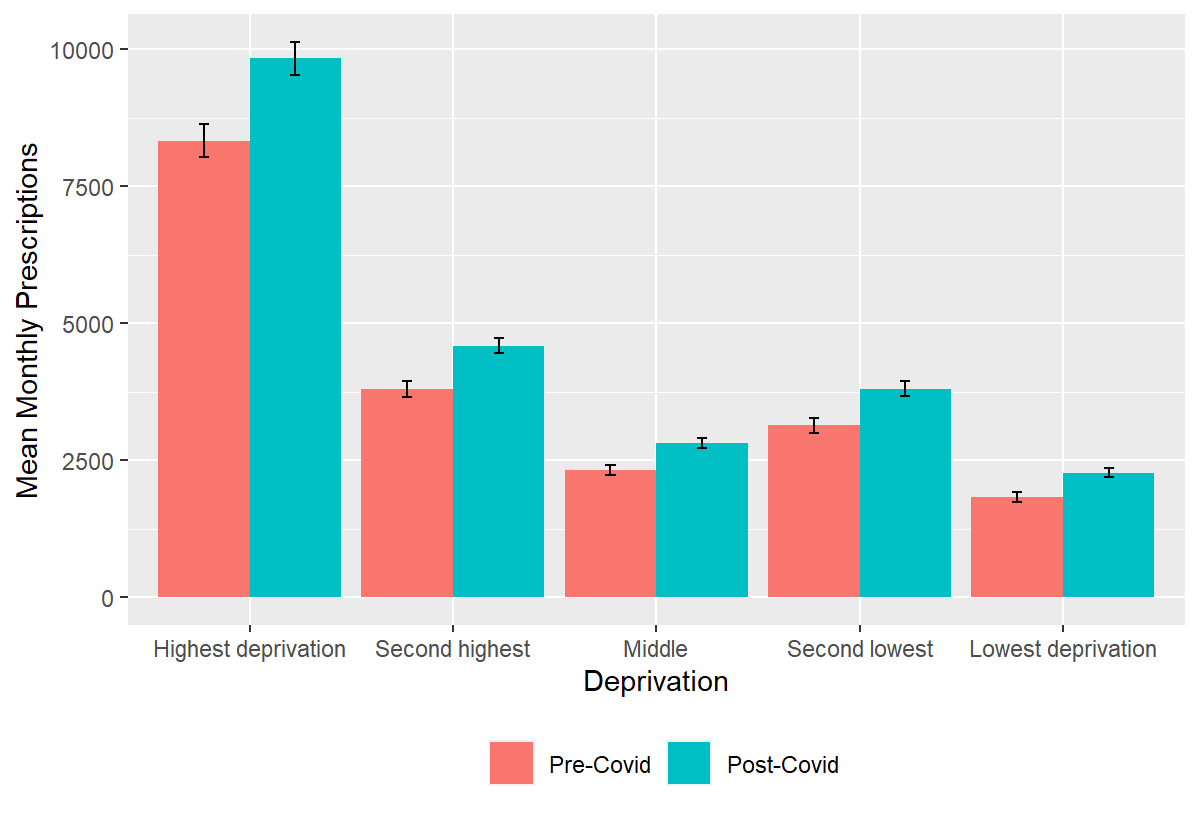 Mean Monthly Prescriptions
10000
7500
5000
2500
0
Highest deprivation Second highest Middle Second lowest Lowest deprivation
Deprivation
Pre-Covid Post-Covid